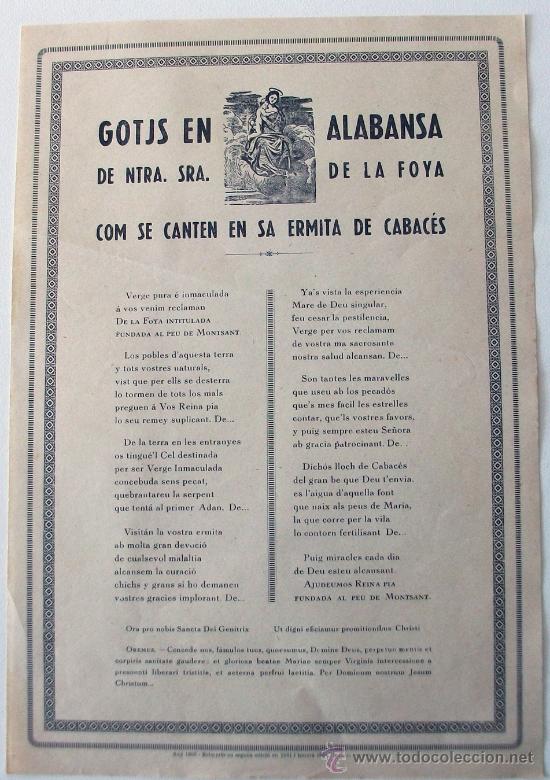 GOTJS EN ALABANSA
DE NTRA. SRA. DE LA FOYA
COM SE CANTEN EN SA ERMITA DE CABACÉS
Verge pura é inmaculada
á vos venim reclaman
DE LA FOYA INTITULADA
FUNDADA AL PEU DE MONTSANT
Los pobles d'aquesta terra
y tots vostres naturals,
vist que per ells se desterra
lo tormen de tots los mals
preguen á Vos Reina pia
lo seu remey suplicant. De...
De la terra en les entranyes
os tingué'l Cel destinada
per ser Verge Inmaculada
concebuda sens pecat,
quebrantareu la serpent
que tentá al primer Adan. De...
Visitán la vostra ermita
ab molta gran devoció
de cualsevol malaltia
alcansem la curació
chichs y grans si ho demanen
vostres gracies implorant. De...
Ya's vista la esperiencia
Mare de Deu singular,
feu cesar la pestilencia,
Verge per vos reclamam
de vostra ma sacrosante
nostra salud alcansan. De...
Son tantes les maravelles
que useu ab los pecadós
que's mes facil les estrelles
contar, que'ls vostres favors,
y puig sempre esteu Señora
ab gracia patrocinant. De...
Dichós lloch de Cabacés
del gran be que Deu t'envia.
es l'aigua d'aquella font
que naix als peus de Maria,
la que corre per la vila
lo contorn fertilisant De...
Puig miracles cada dia
de Deu esteu alcansant.
AJUDEUMOS REINA PIA
FUNDADA AL PEU DE MONTSANT.
Ora pro nobis Sancta Dei Genitrix Ut digni eficiamur promitionibus Christi
OREMUS. — Concede nos, fámulos tuos, quoesumus, Domine Deus, perpetua mentis et
corpiris sanitate gaudere: et gloriosa beatae Mariae semper Virginis intercessione a
presenti liberari tristitia, et aeterna perfrui laetitia. Per Dominum nostrum Jesum
Christum...
todocoleccion
www.todocoleccion.net